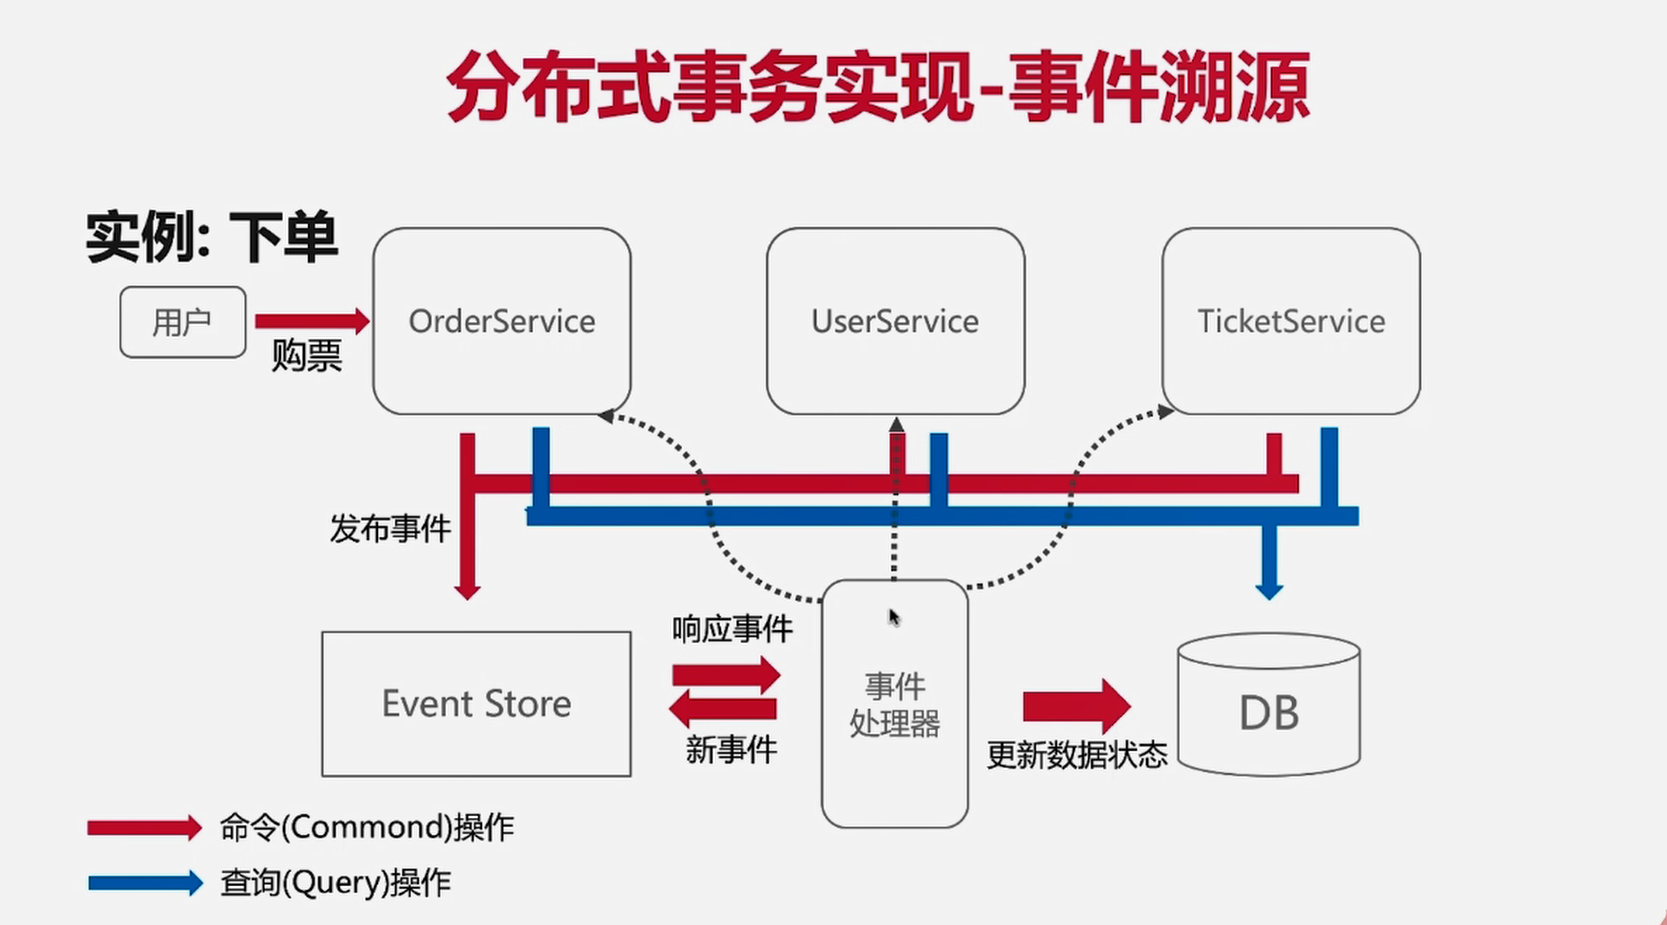 分布式事务实现-事件溯源
实例: 下单
用户
购票
OrderService
UserService
TicketService
发布事件
Event Store
响应事件
新事件
事件
处理器
更新数据状态
DB
命令(Commond)操作
查询(Query)操作